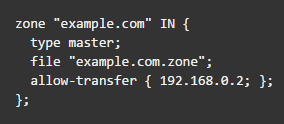 zone "example.com" IN {
  type master;
  file "example.com.zone";
  allow-transfer { 192.168.0.2; };
};